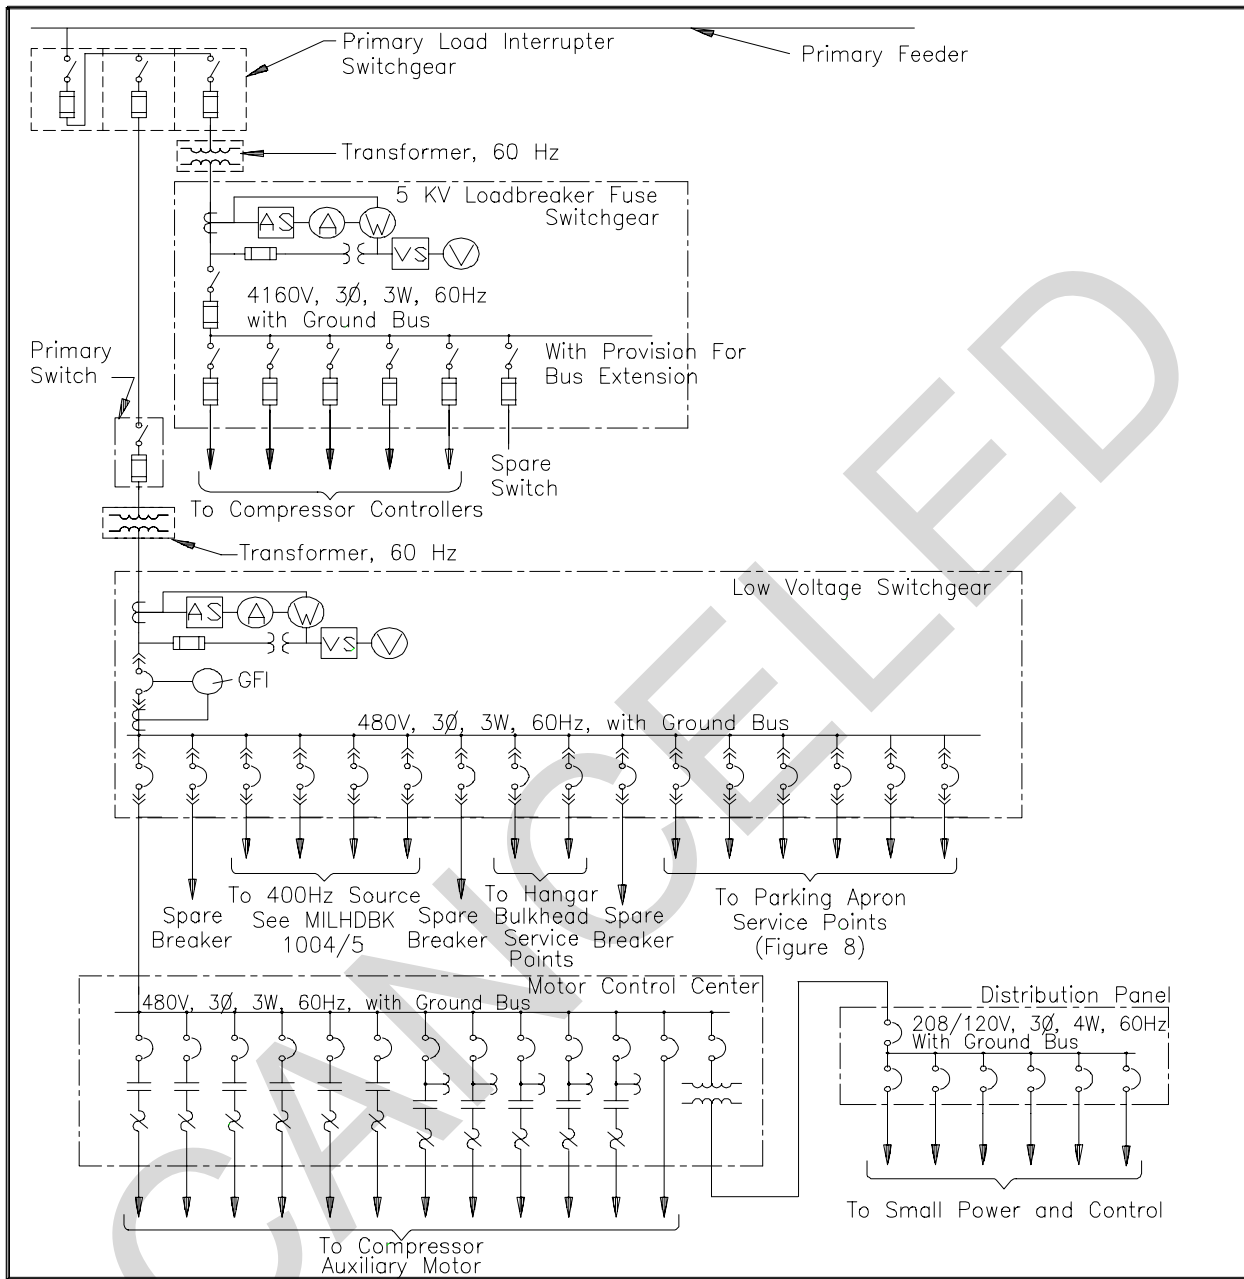 Primary Load Interrupter
Switchgear
Primary Feeder
Transformer, 60 Hz
5 KV Loadbreaker Fuse
Switchgear
AS
A
W
VS
V
4160V, 3Ø, 3W, 60Hz
with Ground Bus
With Provision For
Bus Extension
Primary
Switch
Spare
Switch
To Compressor Controllers
Transformer, 60 Hz
Low Voltage Switchgear
AS
A
W
VS
V
GFI
480V, 3Ø, 3W, 60Hz, with Ground Bus
Spare
Breaker
To 400Hz Source
See MILHDBK
1004/5
Spare
Breaker
To Hangar
Bulkhead
Service
Points
Spare
Breaker
To Parking Apron
Service Points
(Figure 8)
Motor Control Center
480V, 3Ø, 3W, 60Hz, with Ground Bus
Distribution Panel
208/120V, 3Ø, 4W, 60Hz
With Ground Bus
To Small Power and Control
To Compressor
Auxiliary Motor
CANCELED